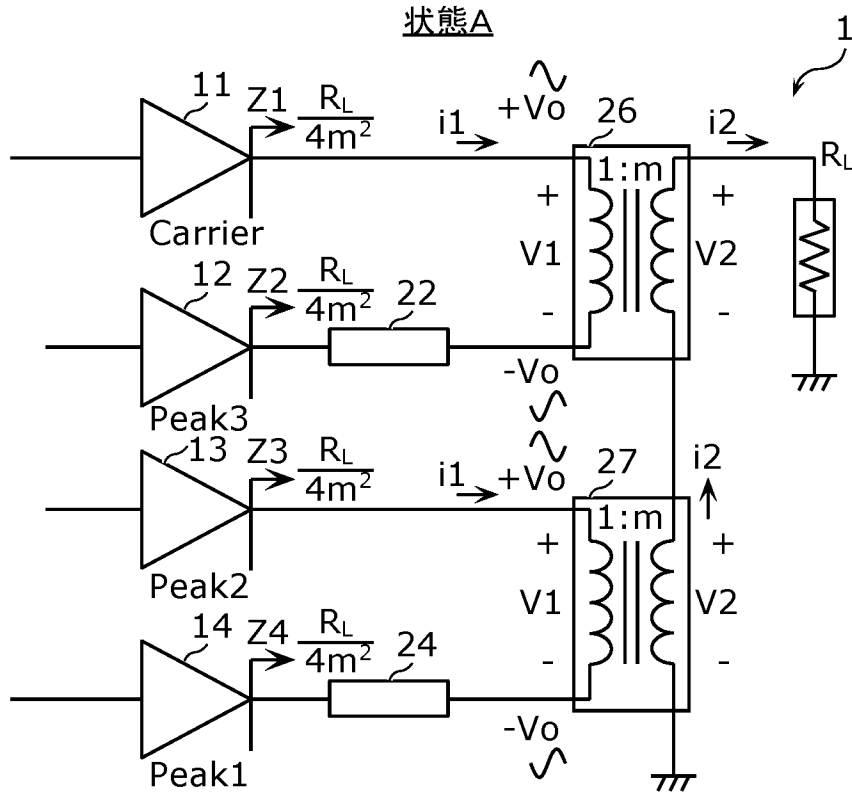 状態A
1
11
Z1
R_L
4m²
i1
+Vo
26
i2
R_L
1:m
+
V1
-
+
V2
-
Carrier
12
Z2
R_L
4m²
22
-Vo
Peak3
13
Z3
R_L
4m²
i1
+Vo
27
i2
1:m
+
V1
-
+
V2
-
Peak2
14
Z4
R_L
4m²
24
-Vo
Peak1